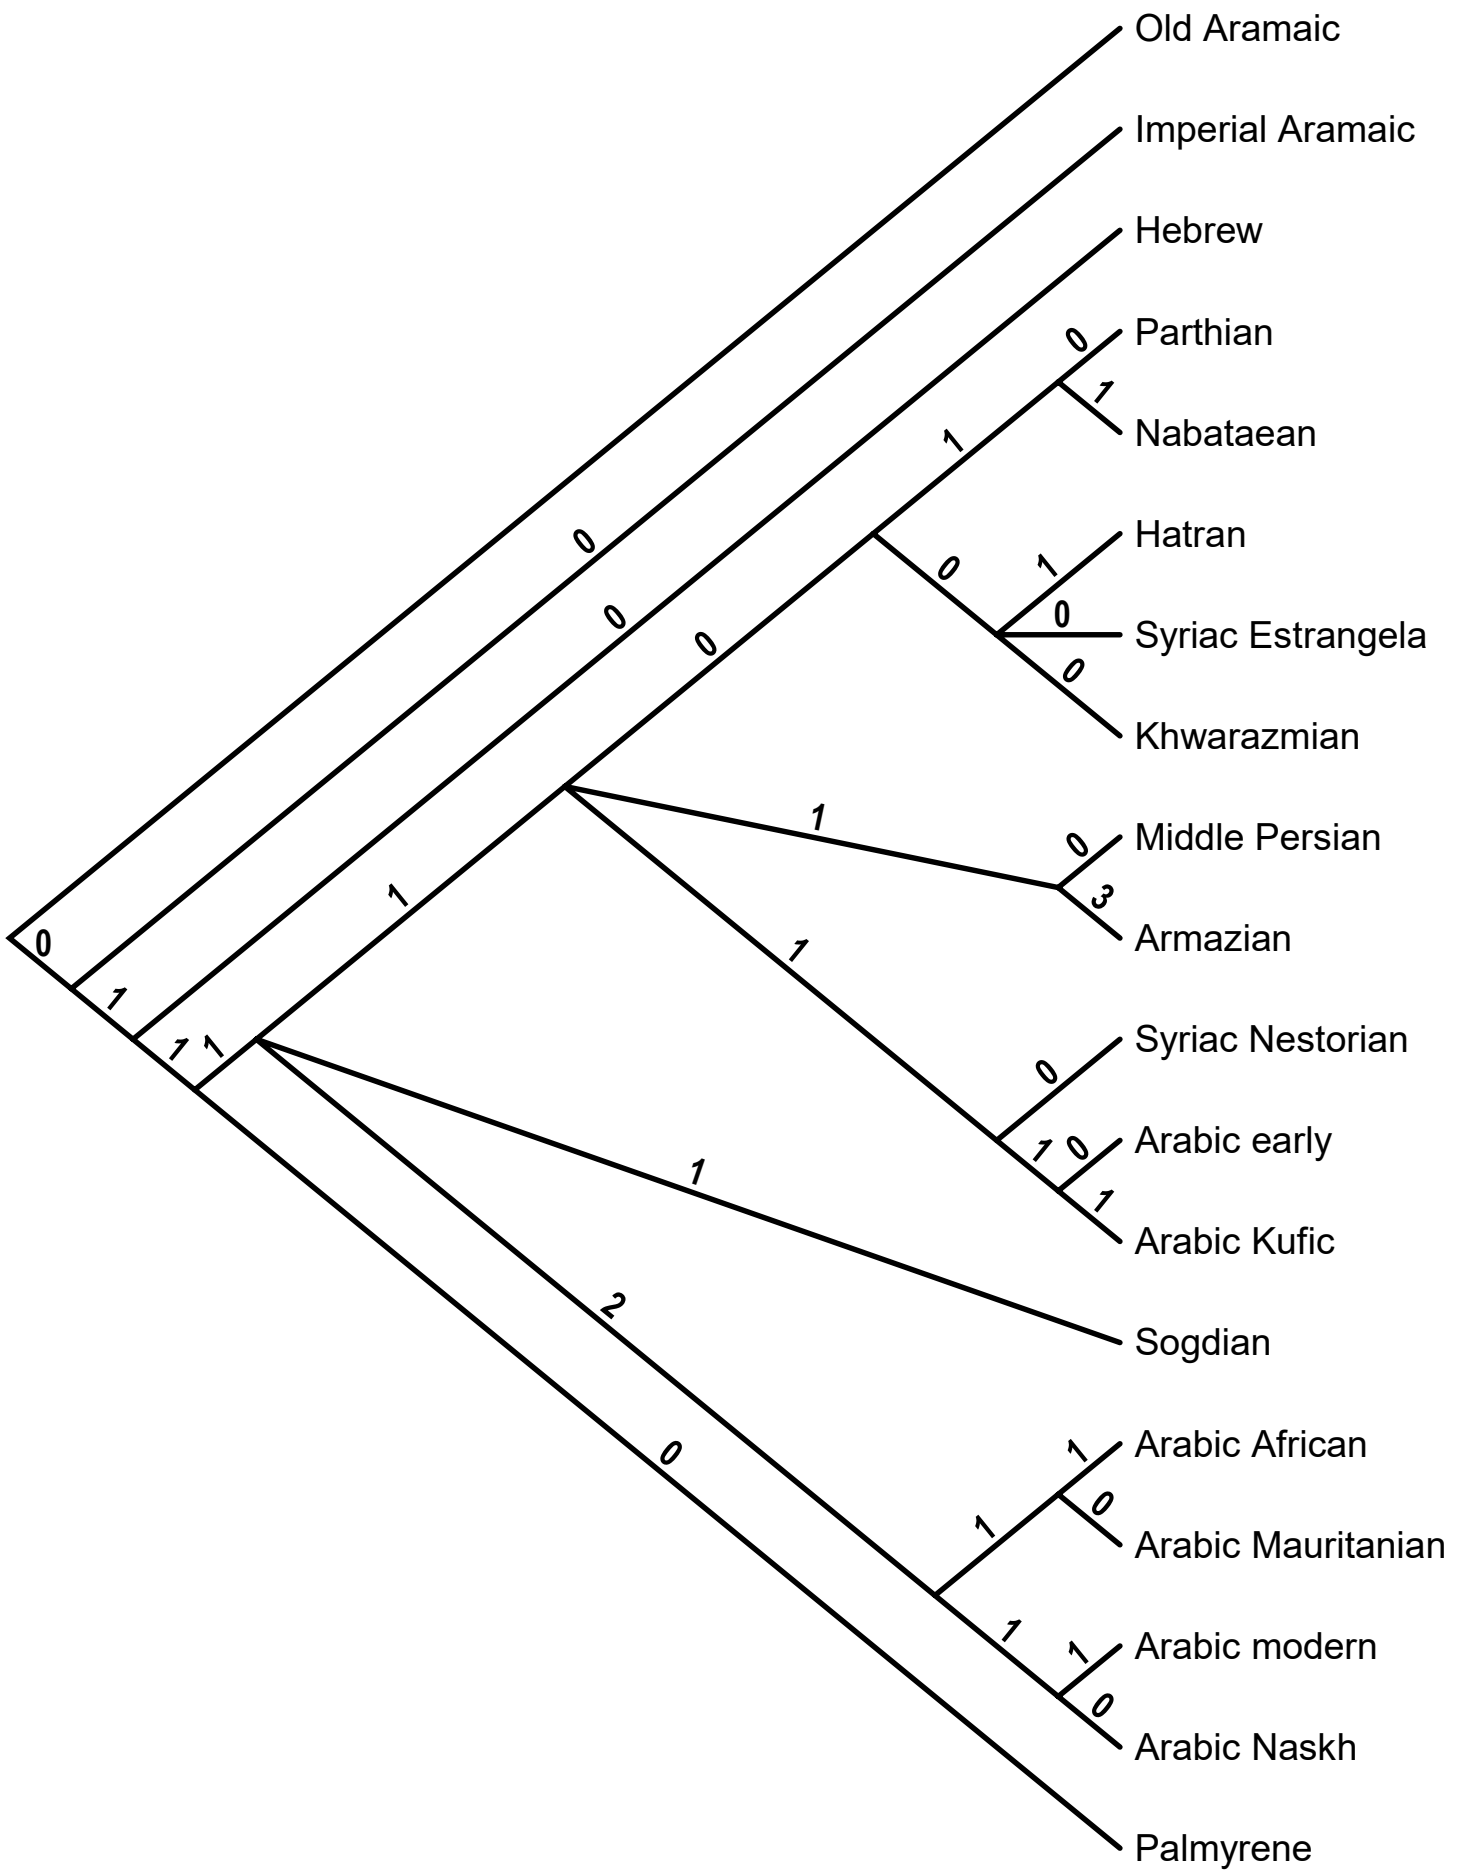 Old Aramaic
Imperial Aramaic
Hebrew
0
Parthian
1
Nabataean
1
Hatran
1
0
0
0
Syriac Estrangela
0
0
0
Khwarazmian
1
0
Middle Persian
1
3
Armazian
0
1
1
Syriac Nestorian
1
1
0
1
0
Arabic early
1
1
Arabic Kufic
2
Sogdian
1
Arabic African
0
0
1
Arabic Mauritanian
1
1
Arabic modern
0
Arabic Naskh
Palmyrene